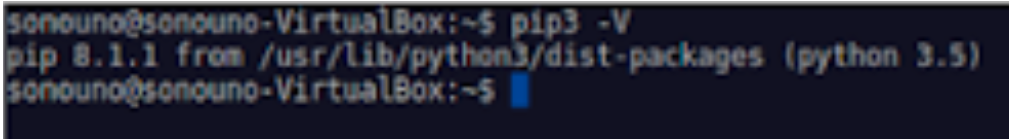 sonouno@sonouno-VirtualBox:~$ pip3 -V
pip 8.1.1 from /usr/lib/python3/dist-packages (python 3.5)
sonouno@sonouno-VirtualBox:~$